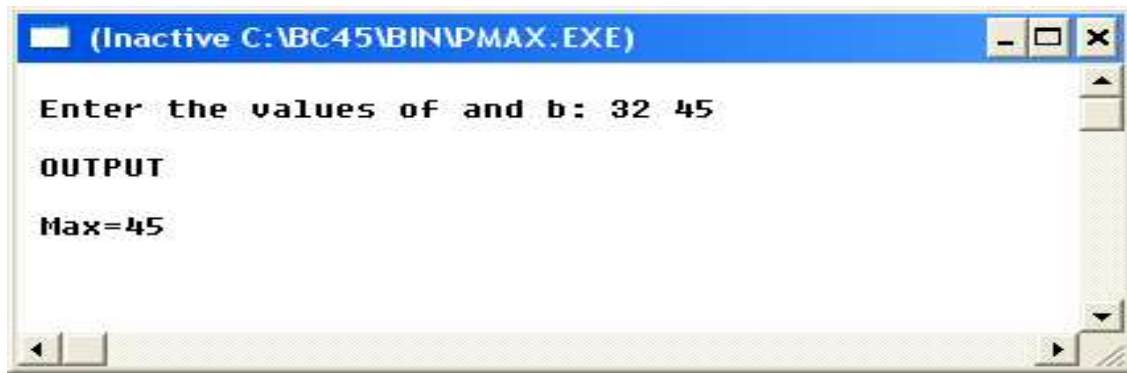 (Inactive C:\BC45\BIN\PMAX.EXE)
Enter the values of and b: 32 45
OUTPUT
Max=45